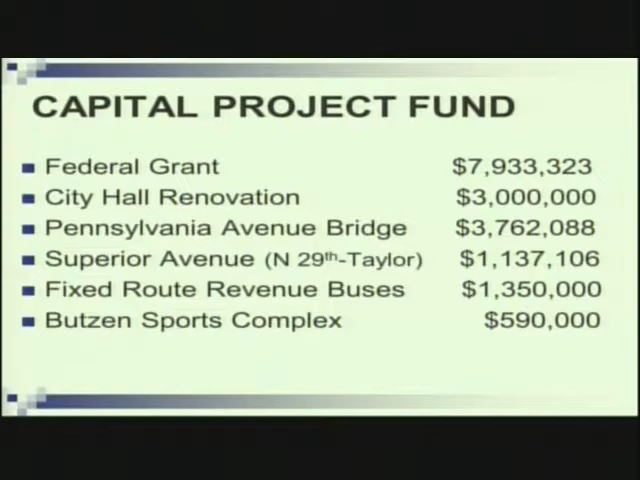 CAPITAL PROJECT FUND
Federal Grant $7,933,323
City Hall Renovation $3,000,000
Pennsylvania Avenue Bridge $3,762,088
Superior Avenue (N 29th-Taylor) $1,137,106
Fixed Route Revenue Buses $1,350,000
Butzen Sports Complex $590,000